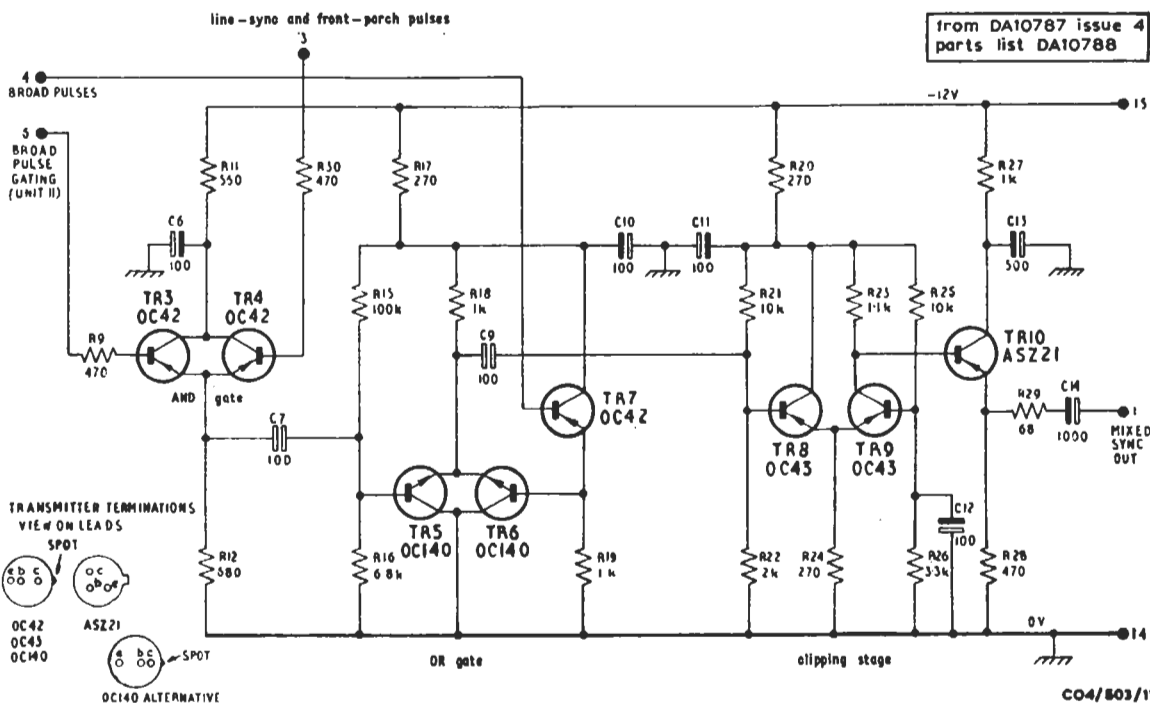 line-sync and front-porch pulses
3
from DA10787 issue 4
parts list DA10788
4
BROAD PULSES
5
BROAD
PULSE
GATING
(UNIT II)
-12V
15
R11
550
R30
470
R17
270
R20
270
R27
1k
C6
100
C10
100
C11
100
C13
500
TR3
OC42
TR4
OC42
R15
100k
R18
1k
R21
10k
R23
1·1k
R25
10k
R9
470
C9
100
TR10
ASZ21
AND gate
TR7
OC42
R29
68
C14
1000
1
MIXED
SYNC
OUT
C7
100
TR8
OC43
TR9
OC43
TR5
OC140
TR6
OC140
C12
100
TRANSMITTER TERMINATIONS
VIEW ON LEADS
SPOT
e b c
c
b e
R12
680
R16
6.8k
R19
1k
R22
2k
R24
270
R26
3·3k
R28
470
OC42
OC43
OC140
ASZ21
e b c
SPOT
OC140 ALTERNATIVE
0V
14
OR gate
clipping stage